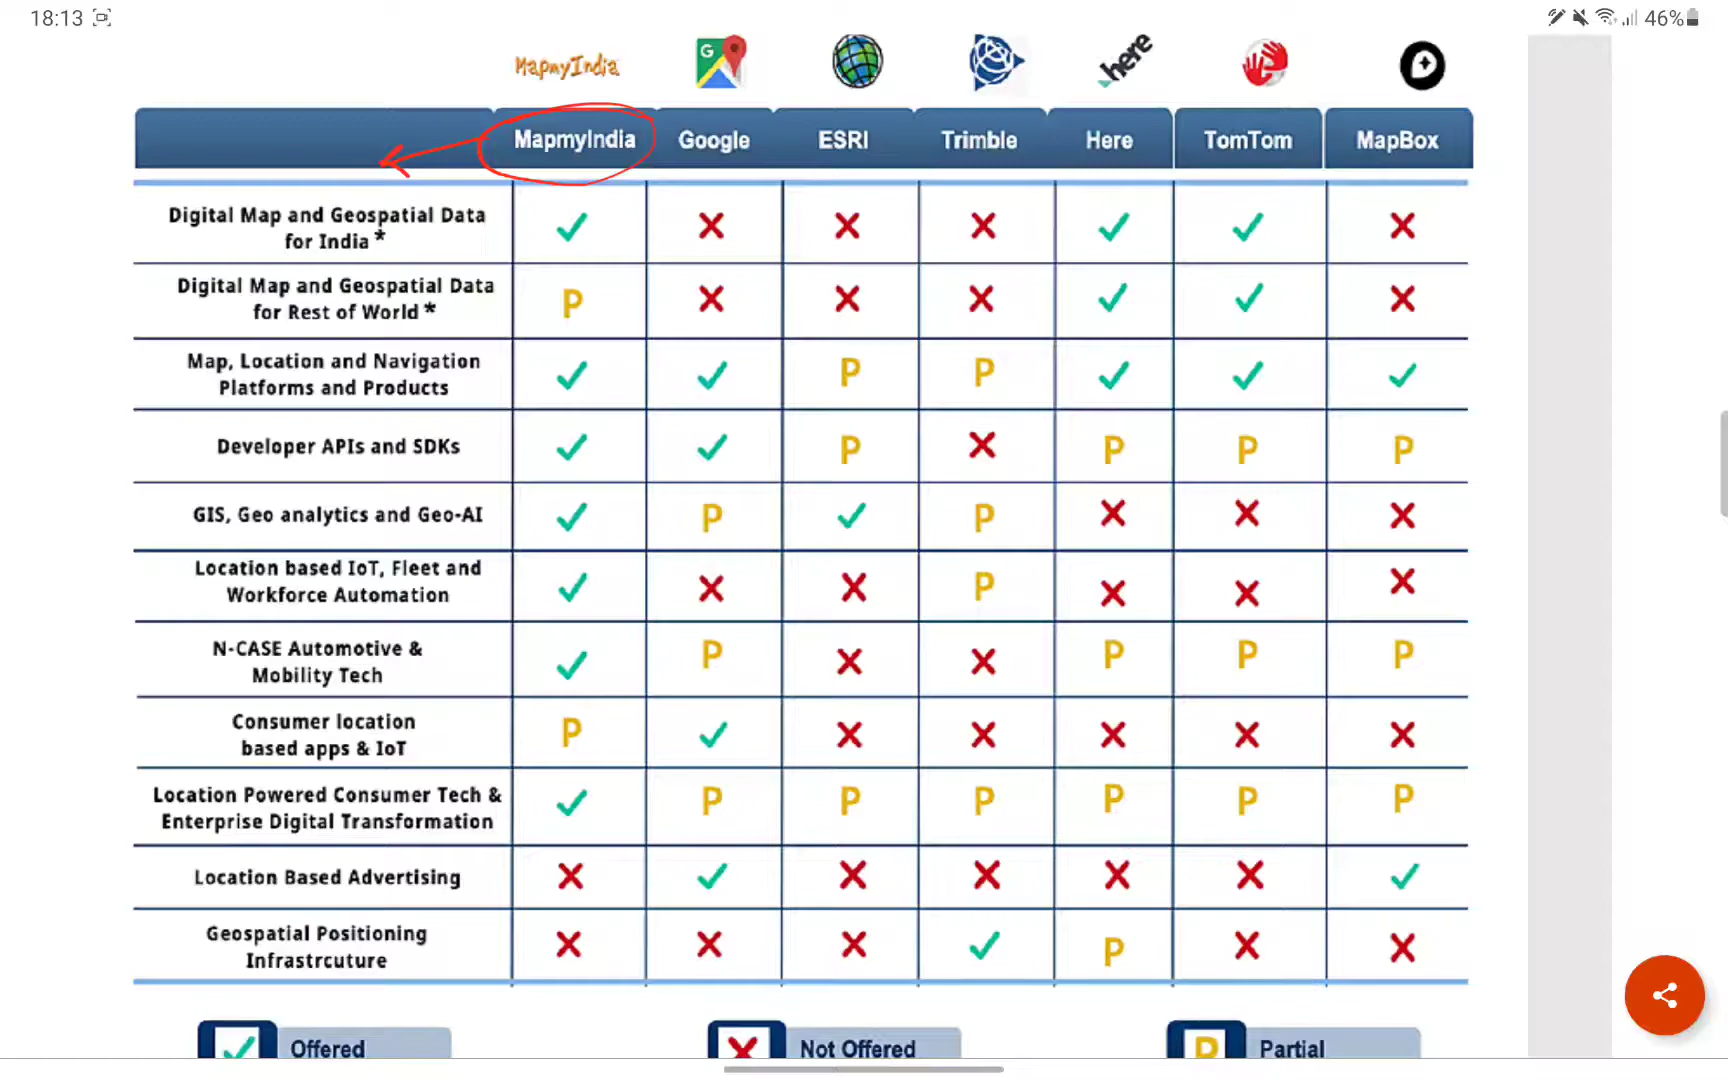 18:13
46%
MapmyIndia
G
here
MapmyIndia Google ESRI Trimble Here TomTom MapBox
Digital Map and Geospatial Data
for India *
Digital Map and Geospatial Data
for Rest of World *
P
Map, Location and Navigation
Platforms and Products
P P
Developer APIs and SDKs
P P P P
GIS, Geo analytics and Geo-AI
P P
Location based IoT, Fleet and
Workforce Automation
P
N-CASE Automotive &
Mobility Tech
P P P P
Consumer location
based apps & IoT
P
Location Powered Consumer Tech &
Enterprise Digital Transformation
P P P P P P
Location Based Advertising
Geospatial Positioning
Infrastrcuture
P
Offered Not Offered P Partial